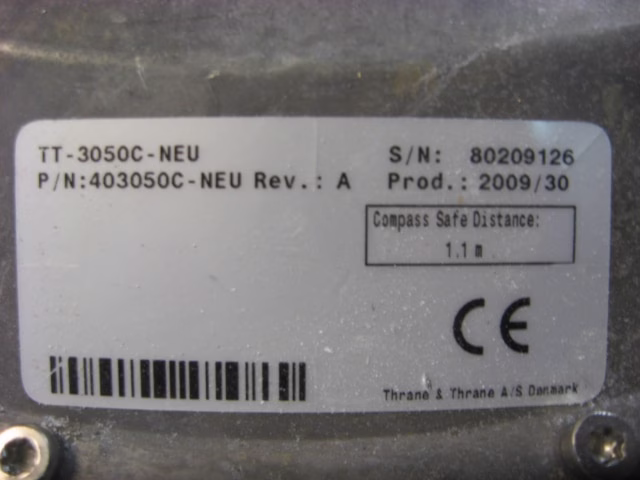 TT-3050C-NEU
P/N:403050C-NEU Rev.: A
S/N: 80209126
Prod.: 2009/30
Compass Safe Distance:
1.1 m
CE
Thrane & Thrane A/S Denmark